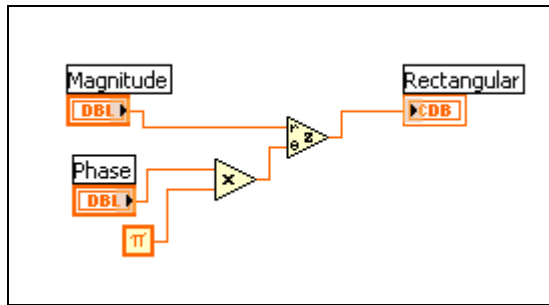 Magnitude
DBL
Rectangular
CDB
r
θ z
Phase
DBL
x
π